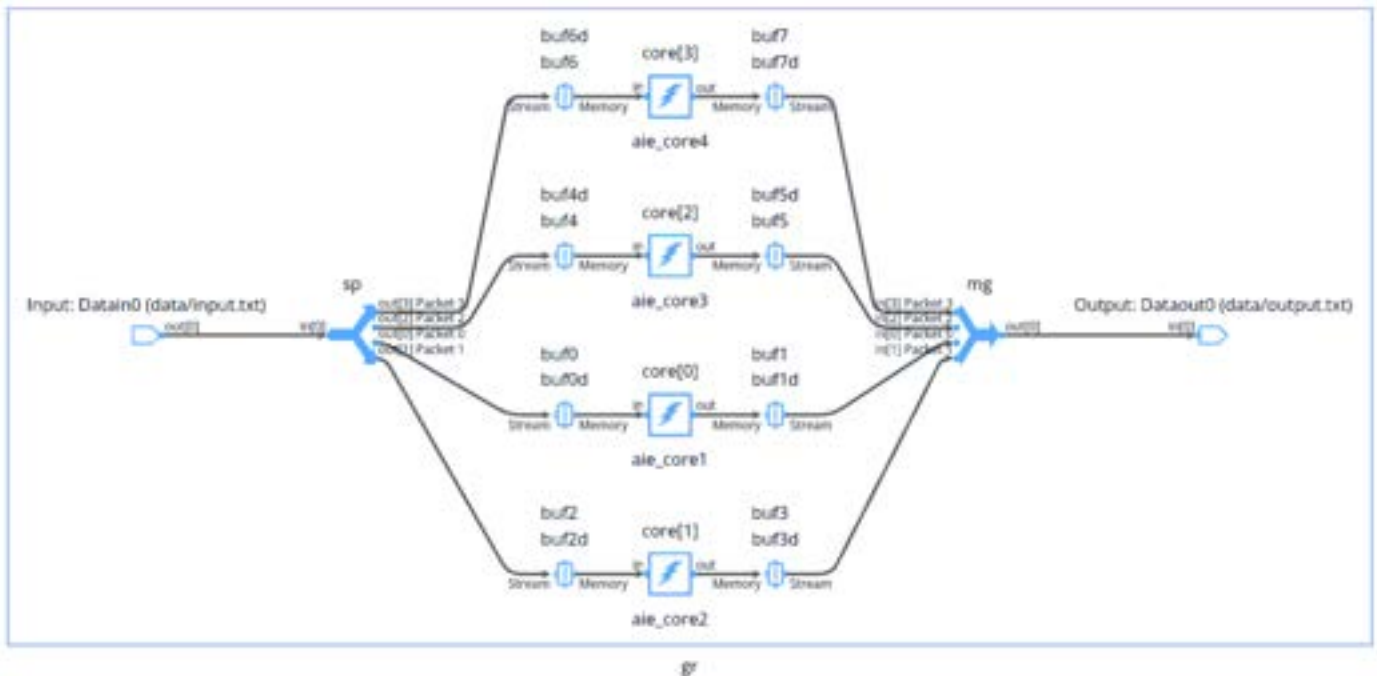 buf6d
buf6
core[3]
buf7
buf7d
in
out
Stream
Memory
Memory
Stream
aie_core4
buf4d
buf4
core[2]
buf5d
buf5
in
out
Stream
Memory
Memory
Stream
aie_core3
sp
mg
Input: Datain0 (data/input.txt)
Output: Dataout0 (data/output.txt)
out[0]
in[0]
out[3] Packet 3
out[2] Packet 2
out[0] Packet 0
out[1] Packet 1
in[3] Packet 3
in[2] Packet
in[0] Packet
in[1] Packet
out[0]
in[0]
buf0
buf0d
core[0]
buf1
buf1d
in
out
Stream
Memory
Memory
Stream
aie_core1
buf2
buf2d
core[1]
buf3
buf3d
in
out
Stream
Memory
Memory
Stream
aie_core2
gr